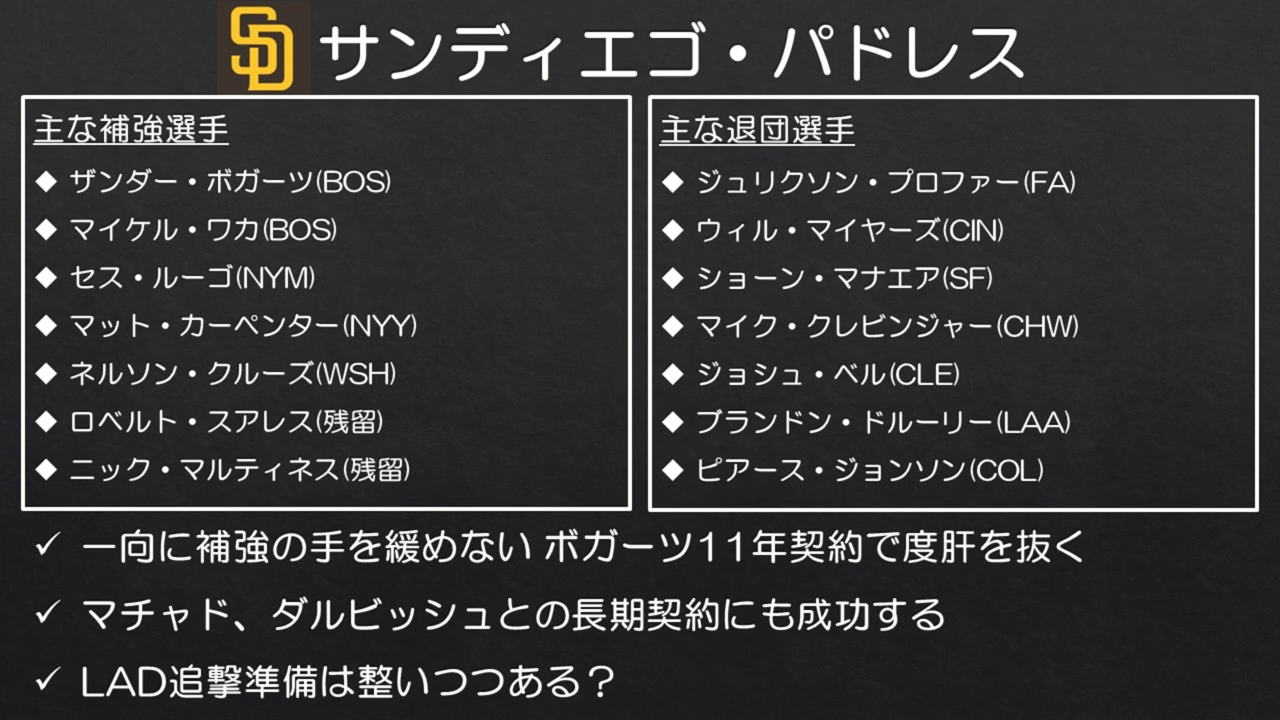 SD サンディエゴ・パドレス
主な補強選手
◆ ザンダー・ボガーツ(BOS)
◆ マイケル・ワカ(BOS)
◆ セス・ルーゴ(NYM)
◆ マット・カーペンター(NYY)
◆ ネルソン・クルーズ(WSH)
◆ ロベルト・スアレス(残留)
◆ ニック・マルティネス(残留)
主な退団選手
◆ ジュリクソン・プロファー(FA)
◆ ウィル・マイヤーズ(CIN)
◆ ショーン・マナエア(SF)
◆ マイク・クレビンジャー(CHW)
◆ ジョシュ・ベル(CLE)
◆ ブランドン・ドルーリー(LAA)
◆ ピアース・ジョンソン(COL)
✓ 一向に補強の手を緩めない ボガーツ11年契約で度肝を抜く
✓ マチャド、ダルビッシュとの長期契約にも成功する
✓ LAD追撃準備は整いつつある？